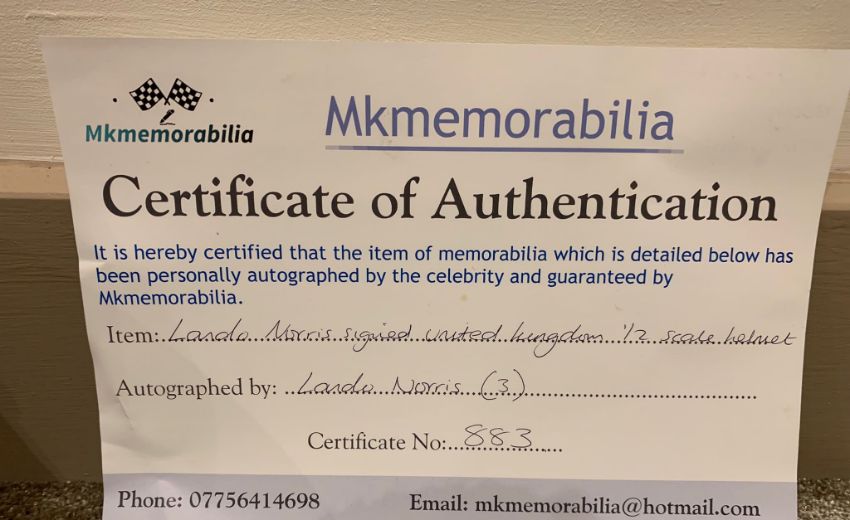 Mkmemorabilia
Mkmemorabilia
Certificate of Authentication
It is hereby certified that the item of memorabilia which is detailed below has
been personally autographed by the celebrity and guaranteed by
Mkmemorabilia.
Item: Lando Norris signed united kingdom 1/2 scale helmet
Autographed by: Lando Norris (3)
Certificate No: 883
Phone: 07756414698 Email: mkmemorabilia@hotmail.com